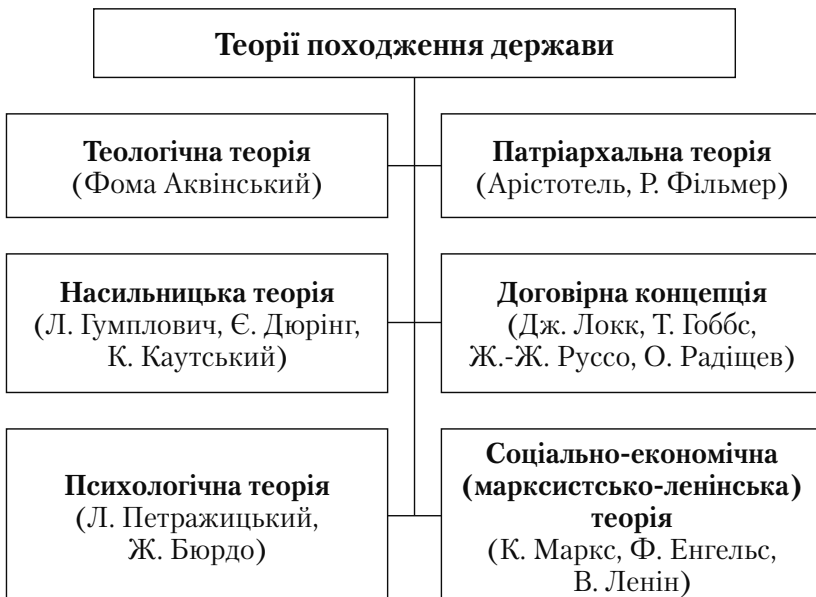 Теорії походження держави
Теологічна теорія
(Фома Аквінський)
Патріархальна теорія
(Арістотель, Р. Фільмер)
Насильницька теорія
(Л. Гумплович, Є. Дюрінг,
К. Каутський)
Договірна концепція
(Дж. Локк, Т. Гоббс,
Ж.-Ж. Руссо, О. Радіщев)
Психологічна теорія
(Л. Петражицький,
Ж. Бюрдо)
Соціально-економічна
(марксистсько-ленінська)
теорія
(К. Маркс, Ф. Енгельс,
В. Ленін)